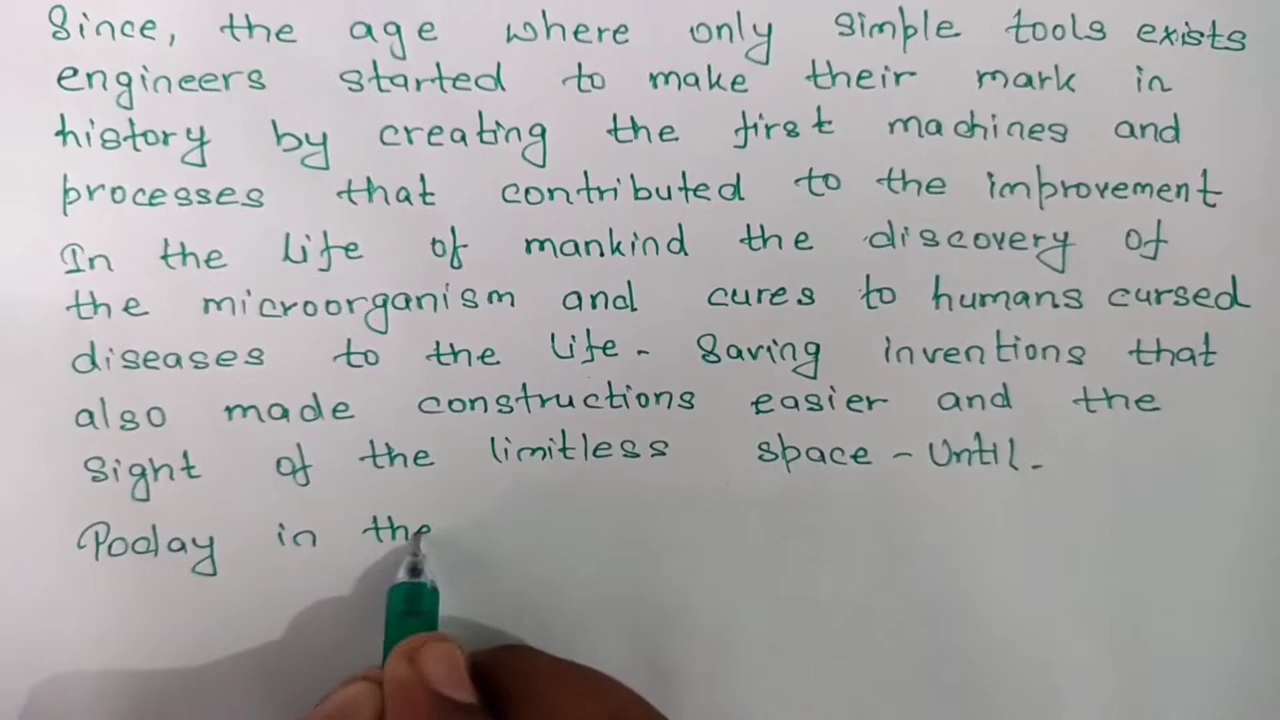 Since, the age where only simple tools exists
engineers started to make their mark in
history by creating the first machines and
processes that contributed to the improvement
In the life of mankind the discovery of
the microorganism and cures to humans cursed
diseases to the life - Saving inventions that
also made constructions easier and the
Sight of the limitless space - Until -
Poday in the